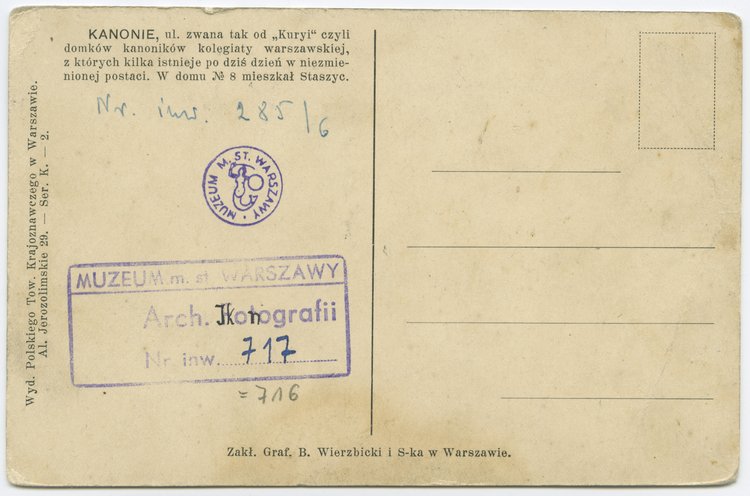 KANONIE, ul. zwana tak od „Kuryi" czyli
domków kanoników kolegiaty warszawskiej,
z których kilka istnieje po dziś dzień w niezmie-
nionej postaci. W domu № 8 mieszkał Staszyc.
Nr. inw. 285/6
MUZEUM M. ST. WARSZAWY
MUZEUM m. st. WARSZAWY
Arch. Ikon Fotografii
Nr. inw. 717
=716
Wyd. Polskiego Tow. Krajoznawczego w Warszawie.
Al. Jerozolimskie 29. — Ser. K. — 2.
Zakł. Graf. B. Wierzbicki i S-ka w Warszawie.